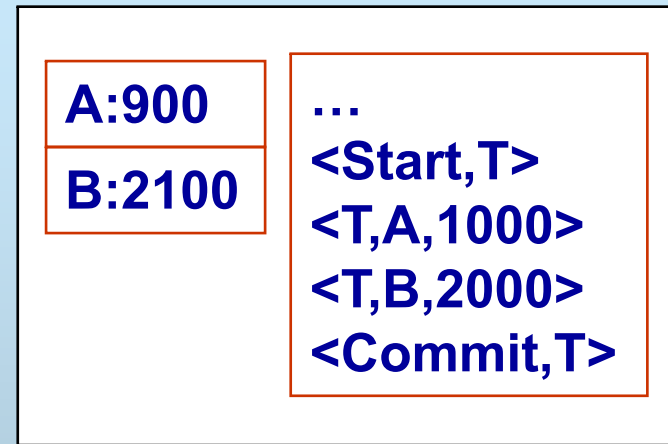 A:900
B:2100
…
<Start,T>
<T,A,1000>
<T,B,2000>
<Commit,T>